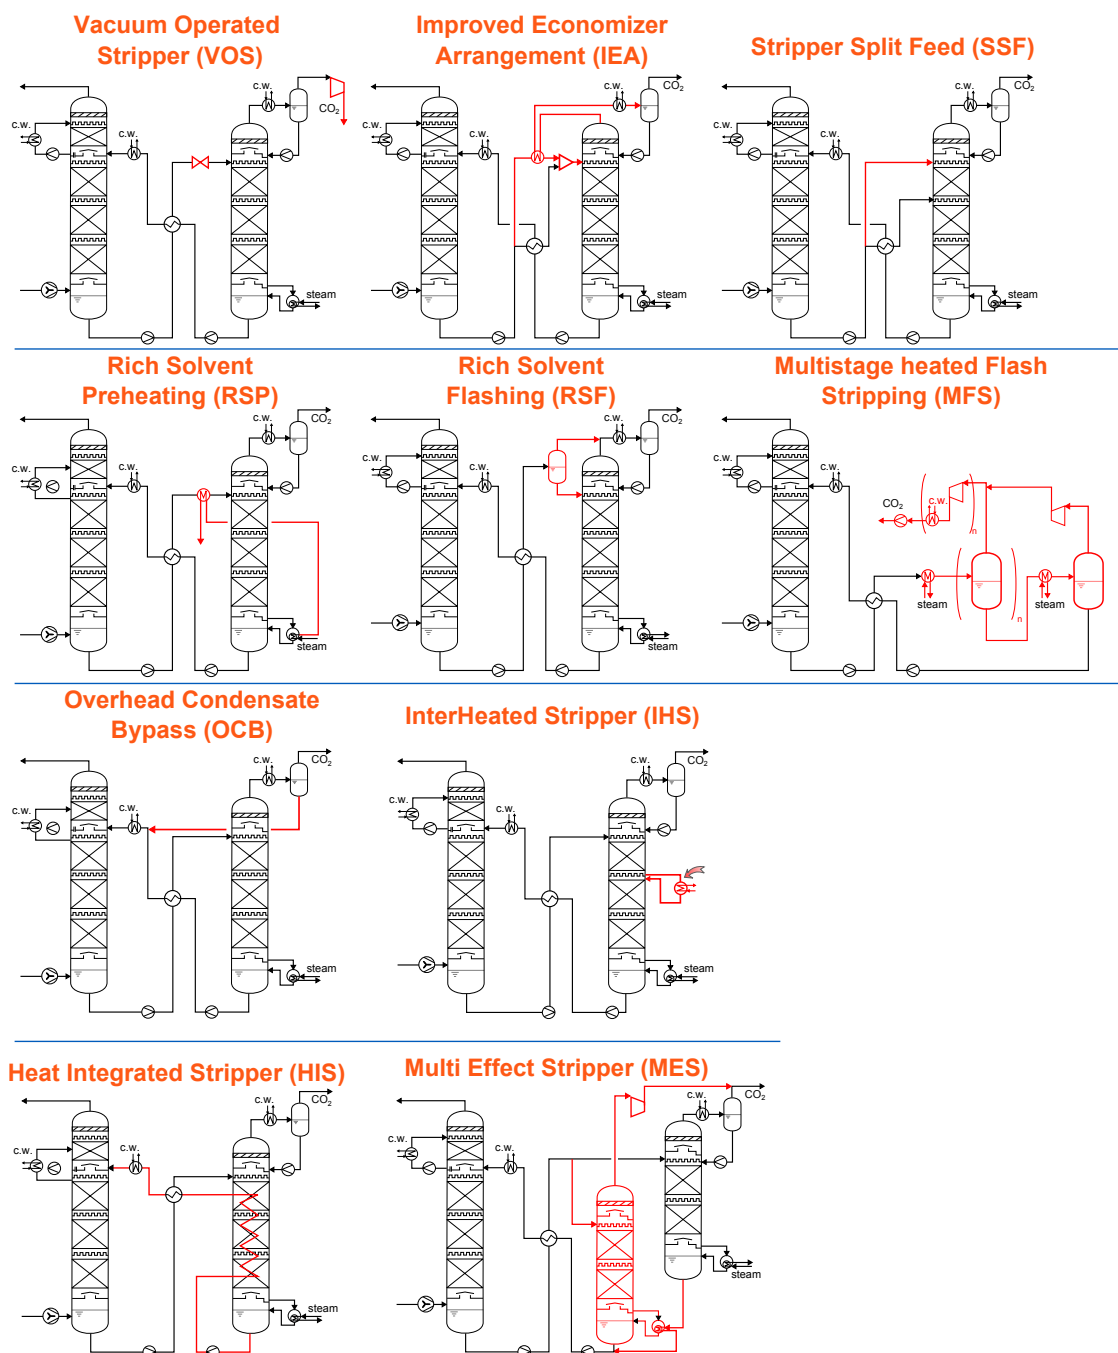 Vacuum Operated
Stripper (VOS)
Improved Economizer
Arrangement (IEA)
Stripper Split Feed (SSF)
c.w.
c.w.
c.w.
CO2
steam
c.w.
c.w.
c.w.
CO2
steam
c.w.
c.w.
c.w.
CO2
steam
Rich Solvent
Preheating (RSP)
Rich Solvent
Flashing (RSF)
Multistage heated Flash
Stripping (MFS)
c.w.
c.w.
c.w.
CO2
steam
c.w.
c.w.
c.w.
CO2
steam
c.w.
c.w.
CO2
c.w.
n
steam
n
steam
Overhead Condensate
Bypass (OCB)
InterHeated Stripper (IHS)
c.w.
c.w.
c.w.
CO2
steam
c.w.
c.w.
c.w.
CO2
steam
Heat Integrated Stripper (HIS)
Multi Effect Stripper (MES)
c.w.
c.w.
c.w.
CO2
steam
c.w.
c.w.
c.w.
CO2
steam